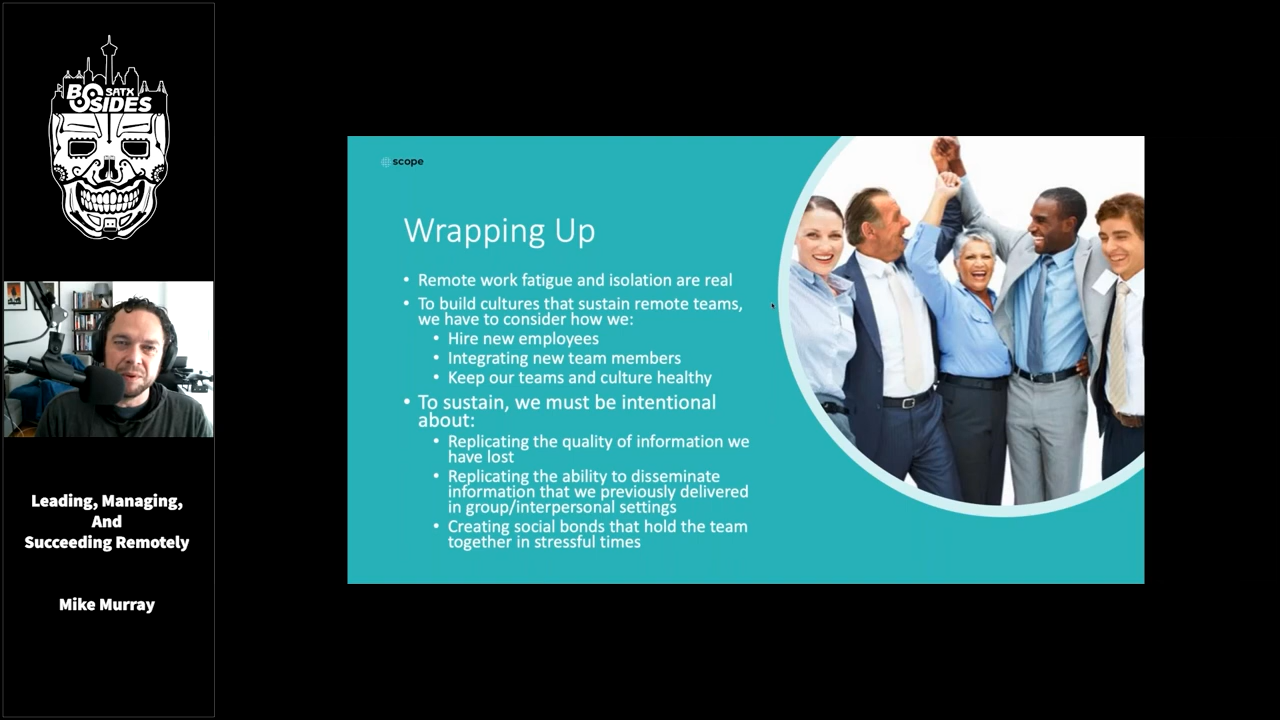 BSIDES
SATX
Leading, Managing,
And
Succeeding Remotely
Mike Murray
scope
Wrapping Up
• Remote work fatigue and isolation are real
• To build cultures that sustain remote teams,
we have to consider how we:
• Hire new employees
• Integrating new team members
• Keep our teams and culture healthy
• To sustain, we must be intentional
about:
• Replicating the quality of information we
have lost
• Replicating the ability to disseminate
information that we previously delivered
in group/interpersonal settings
• Creating social bonds that hold the team
together in stressful times